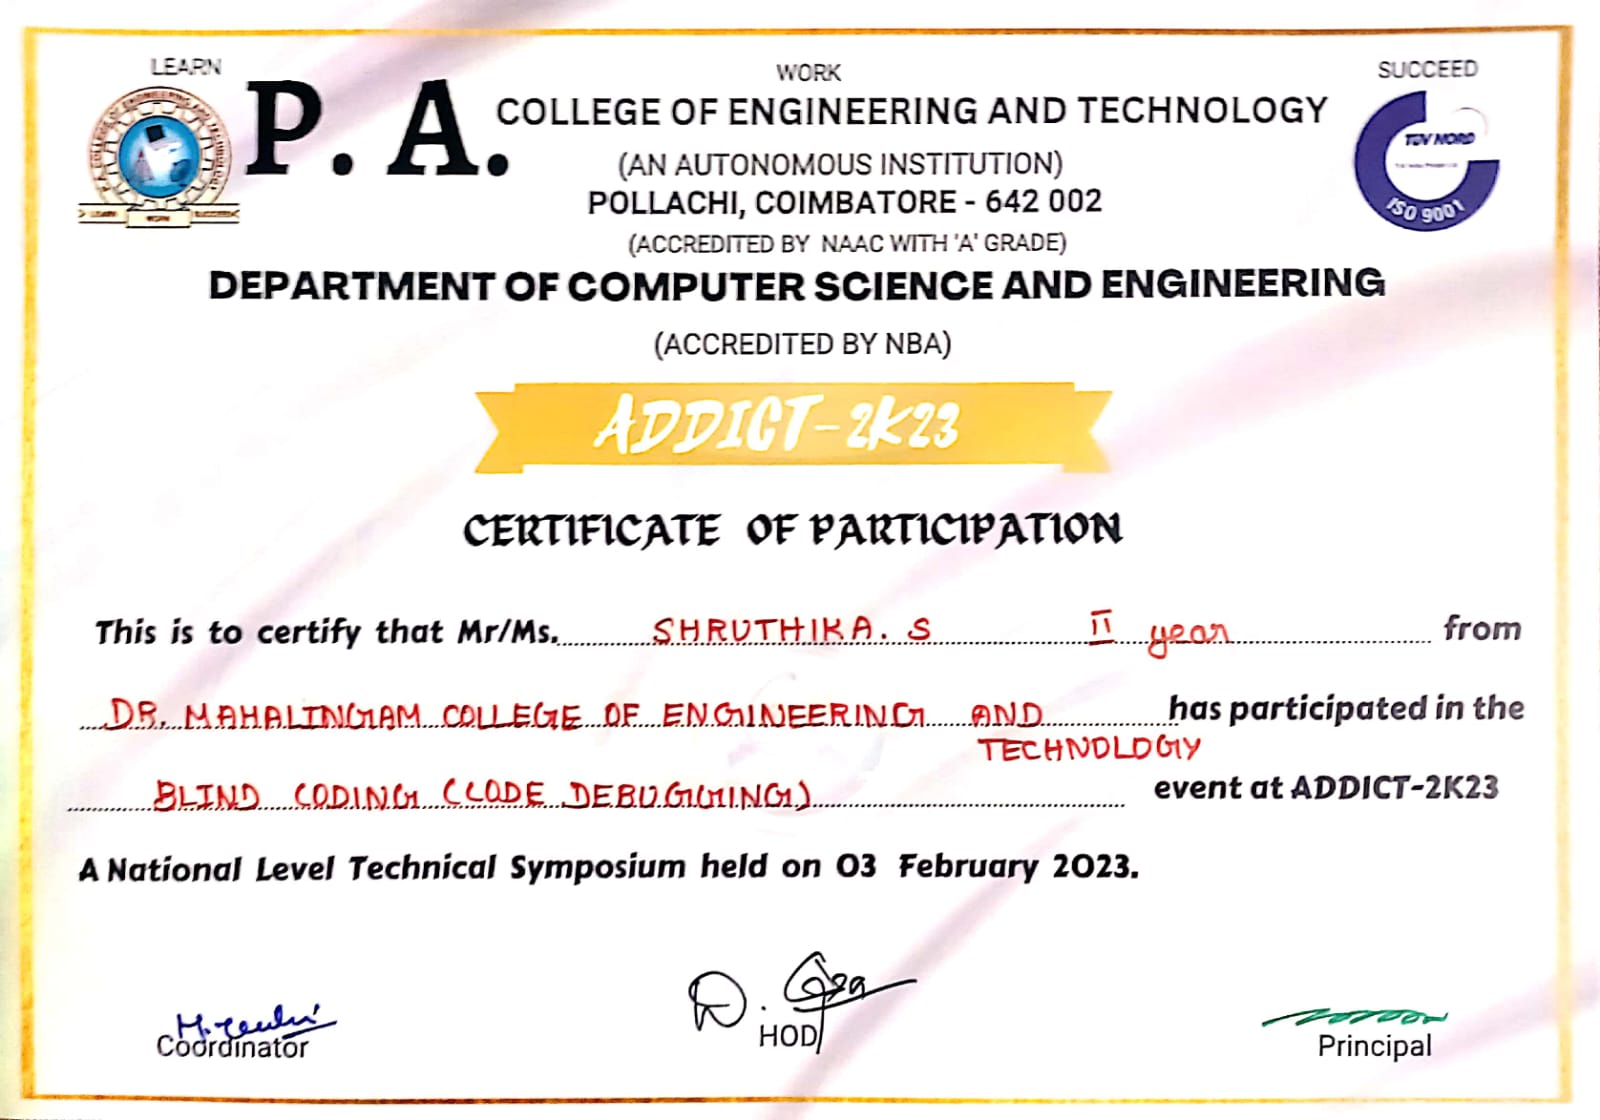 LEARN WORK SUCCEED
P. A. COLLEGE OF ENGINEERING AND TECHNOLOGY
(AN AUTONOMOUS INSTITUTION)
POLLACHI, COIMBATORE - 642 002
(ACCREDITED BY NAAC WITH 'A' GRADE)
TÜV NORD
ISO 9001
LEARN WORK SUCCEED
DEPARTMENT OF COMPUTER SCIENCE AND ENGINEERING
(ACCREDITED BY NBA)
ADDICT-2K23
CERTIFICATE OF PARTICIPATION
This is to certify that Mr/Ms. SHRUTHIKA. S II year from
DR. MAHALINGAM COLLEGE OF ENGINEERING AND has participated in the
TECHNOLOGY
BLIND CODING (CODE DEBUGGING) event at ADDICT-2K23
A National Level Technical Symposium held on 03 February 2023.
Coordinator HOD Principal